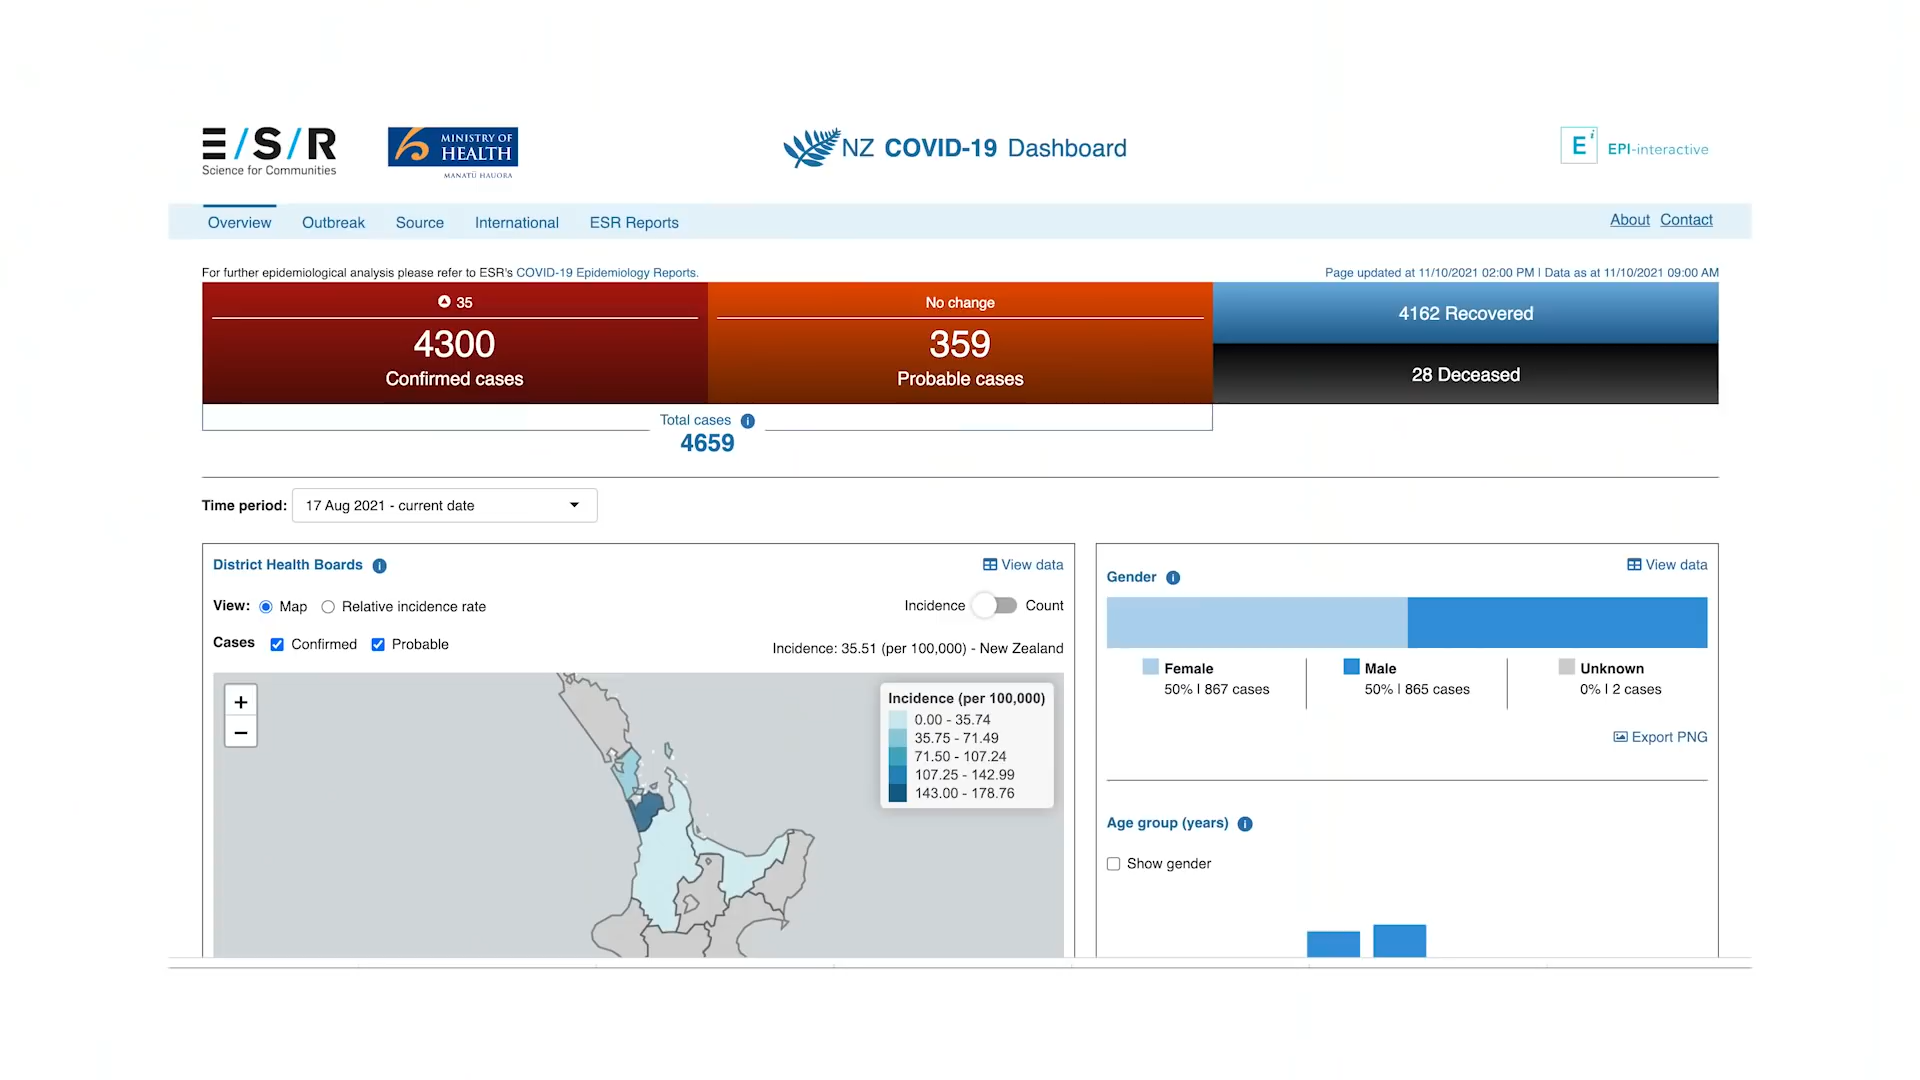 E/S/R
Science for Communities
MINISTRY OF
HEALTH
MANATŪ HAUORA
NZ COVID-19 Dashboard
Ei EPI-interactive
Overview Outbreak Source International ESR Reports About Contact
For further epidemiological analysis please refer to ESR's COVID-19 Epidemiology Reports. Page updated at 11/10/2021 02:00 PM | Data as at 11/10/2021 09:00 AM
35
4300
Confirmed cases
No change
359
Probable cases
4162 Recovered
28 Deceased
Total cases i
4659
Time period: 17 Aug 2021 - current date
District Health Boards i View data
View: Map Relative incidence rate Incidence Count
Cases Confirmed Probable Incidence: 35.51 (per 100,000) - New Zealand
+
−
Incidence (per 100,000)
0.00 - 35.74
35.75 - 71.49
71.50 - 107.24
107.25 - 142.99
143.00 - 178.76
View data
Gender i
Female Male Unknown
50% | 867 cases 50% | 865 cases 0% | 2 cases
Export PNG
Age group (years) i
Show gender